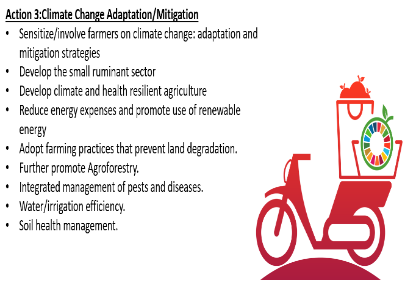 Action 3:Climate Change Adaptation/Mitigation
• Sensitize/involve farmers on climate change: adaptation and
mitigation strategies
• Develop the small ruminant sector
• Develop climate and health resilient agriculture
• Reduce energy expenses and promote use of renewable
energy
• Adopt farming practices that prevent land degradation.
• Further promote Agroforestry.
• Integrated management of pests and diseases.
• Water/irrigation efficiency.
• Soil health management.